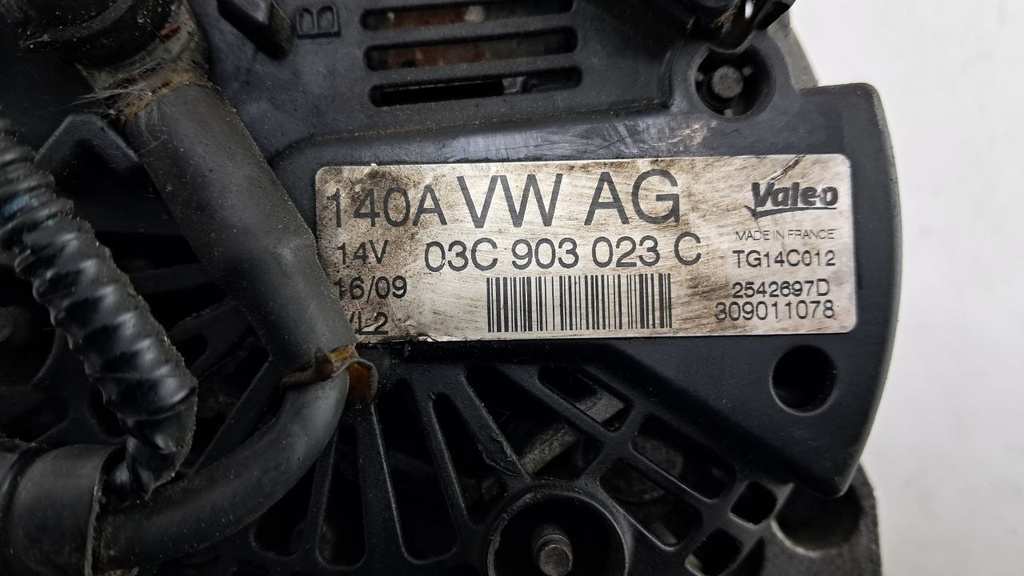 B
140A VW AG Valeo
MADE IN FRANCE
14V 03C 903 023 C TG14C012
16/09 2542697D
309011078